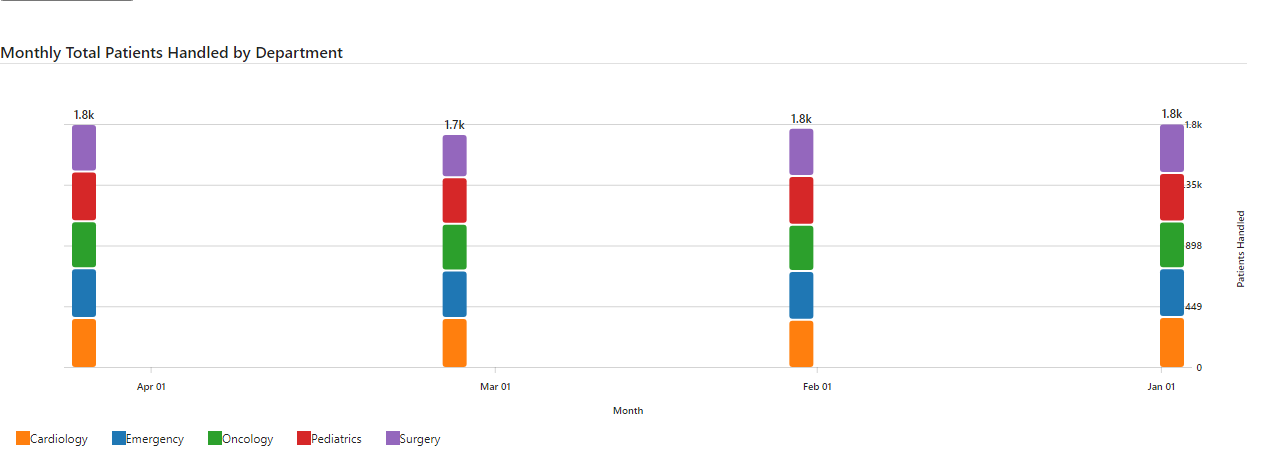 Monthly Total Patients Handled by Department
1.8k
1.7k
1.8k
1.8k
1.8k
.35k
898
449
0
Patients Handled
Apr 01
Mar 01
Feb 01
Jan 01
Month
Cardiology
Emergency
Oncology
Pediatrics
Surgery